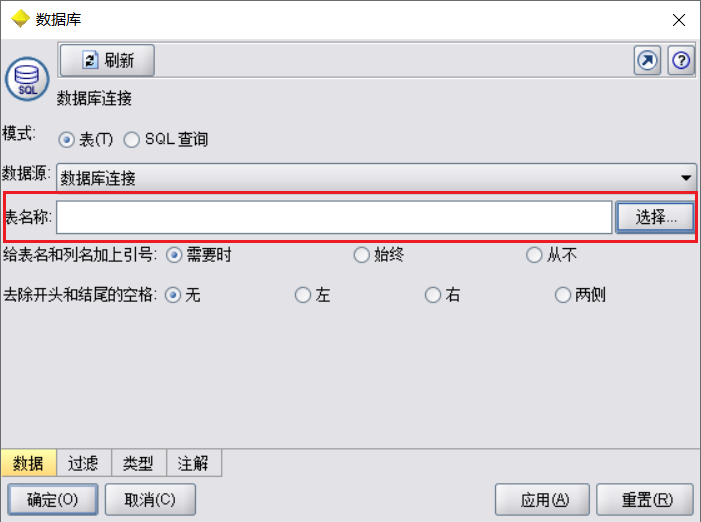 数据库
刷新
SQL
数据库连接
模式: 表(T) SQL 查询
数据源: 数据库连接
表名称: 选择...
给表名和列名加上引号: 需要时 始终 从不
去除开头和结尾的空格: 无 左 右 两侧
数据 过滤 类型 注解
确定(O) 取消(C) 应用(A) 重置(R)